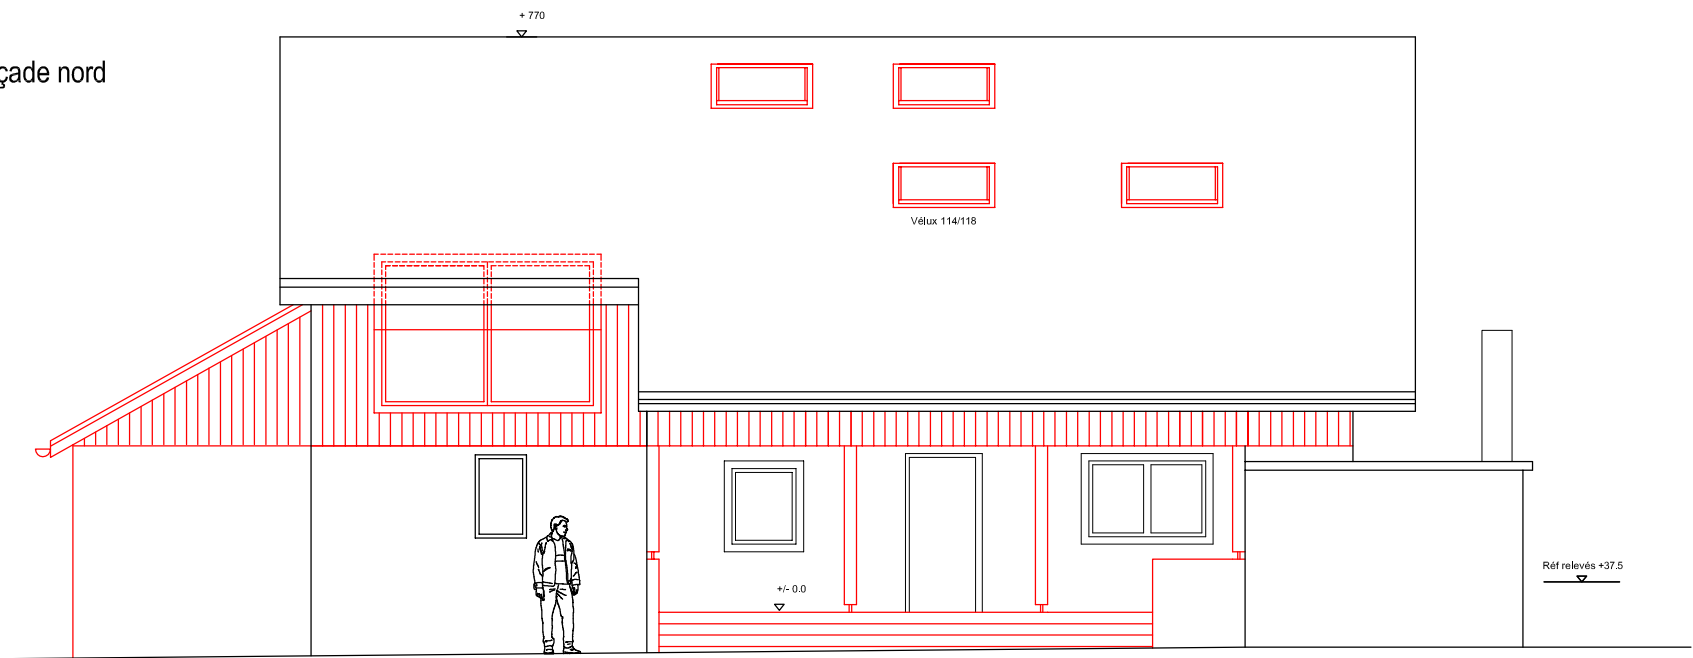 + 770
çade nord
Vélux 114/118
Réf relevés +37.5
+/- 0.0